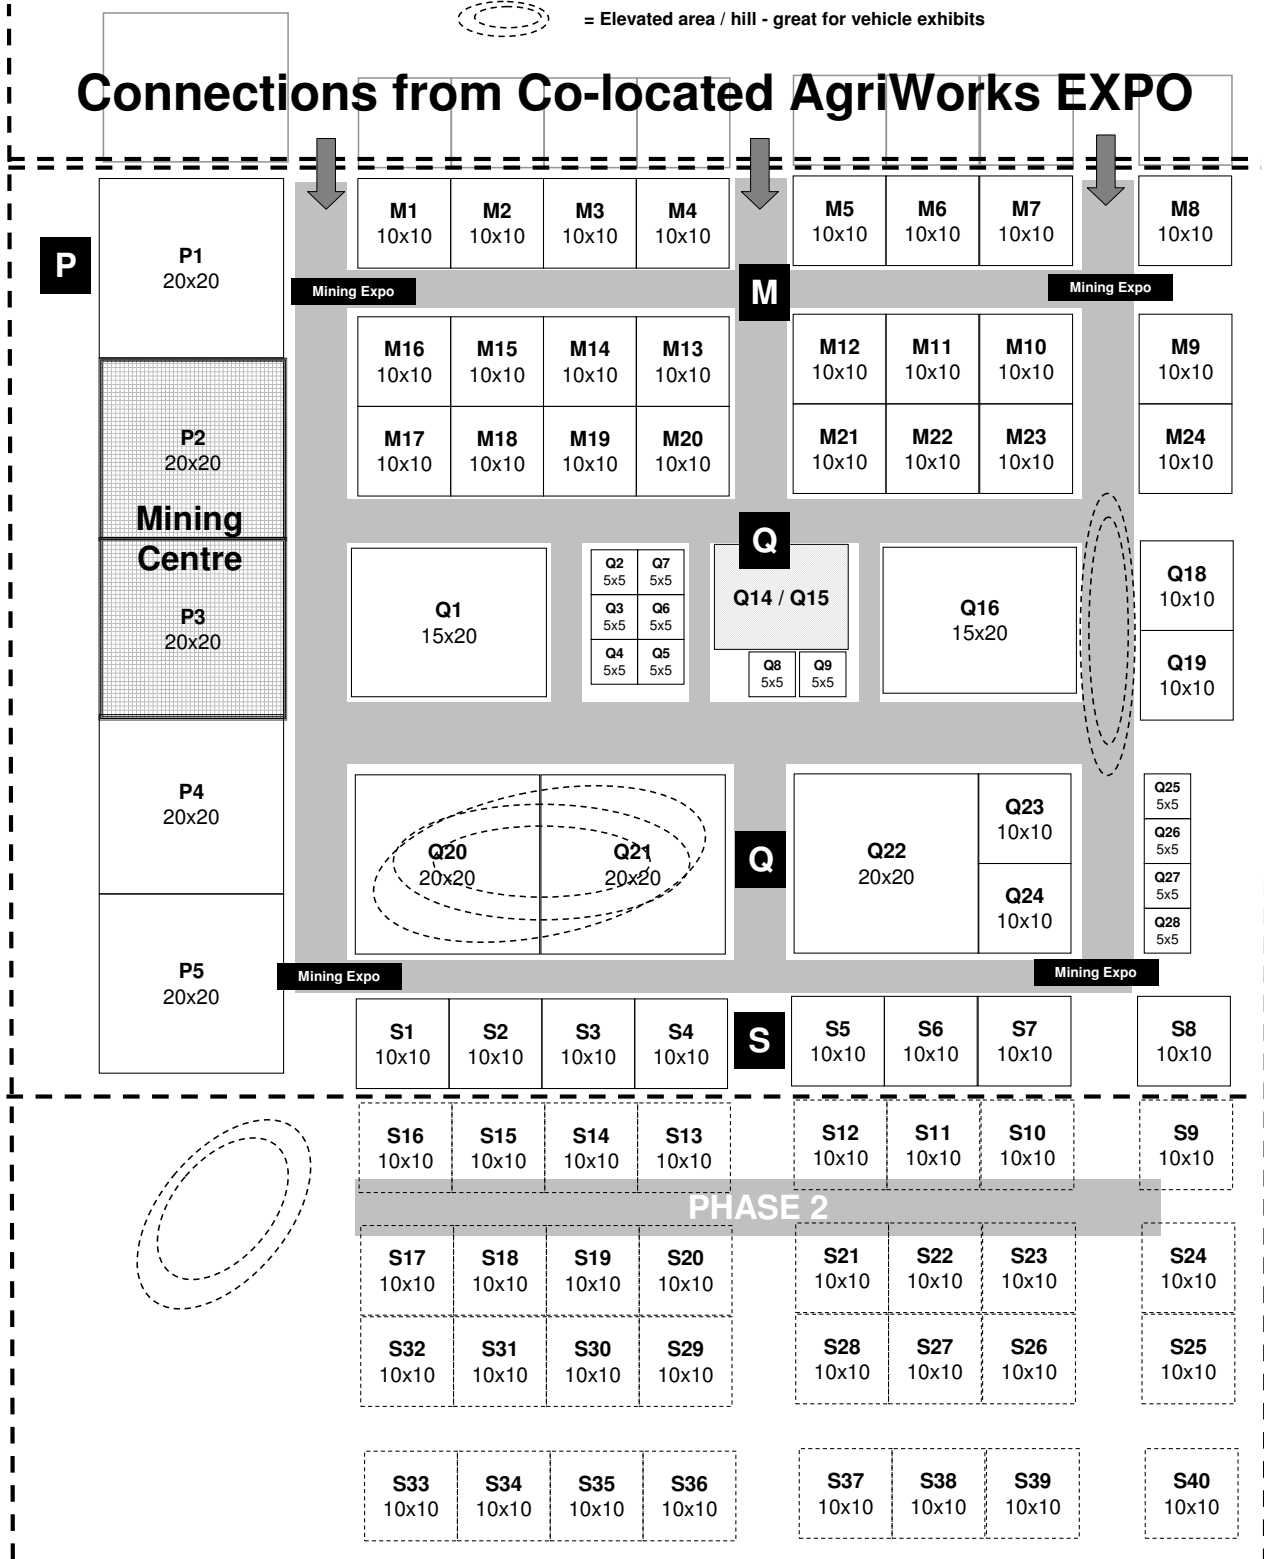 = Elevated area / hill - great for vehicle exhibits
Connections from Co-located AgriWorks EXPO
M1
10x10
M2
10x10
M3
10x10
M4
10x10
M5
10x10
M6
10x10
M7
10x10
M8
10x10
P
P1
20x20
Mining Expo
M
Mining Expo
M16
10x10
M15
10x10
M14
10x10
M13
10x10
M12
10x10
M11
10x10
M10
10x10
M9
10x10
M17
10x10
M18
10x10
M19
10x10
M20
10x10
M21
10x10
M22
10x10
M23
10x10
M24
10x10
P2
20x20
Mining
Centre
P3
20x20
Q
Q1
15x20
Q2
5x5
Q7
5x5
Q3
5x5
Q6
5x5
Q4
5x5
Q5
5x5
Q14 / Q15
Q8
5x5
Q9
5x5
Q16
15x20
Q18
10x10
Q19
10x10
P4
20x20
Q20
20x20
Q21
20x20
Q
Q22
20x20
Q23
10x10
Q24
10x10
Q25
5x5
Q26
5x5
Q27
5x5
Q28
5x5
P5
20x20
Mining Expo
Mining Expo
S1
10x10
S2
10x10
S3
10x10
S4
10x10
S
S5
10x10
S6
10x10
S7
10x10
S8
10x10
S16
10x10
S15
10x10
S14
10x10
S13
10x10
S12
10x10
S11
10x10
S10
10x10
S9
10x10
PHASE 2
S17
10x10
S18
10x10
S19
10x10
S20
10x10
S21
10x10
S22
10x10
S23
10x10
S24
10x10
S32
10x10
S31
10x10
S30
10x10
S29
10x10
S28
10x10
S27
10x10
S26
10x10
S25
10x10
S33
10x10
S34
10x10
S35
10x10
S36
10x10
S37
10x10
S38
10x10
S39
10x10
S40
10x10